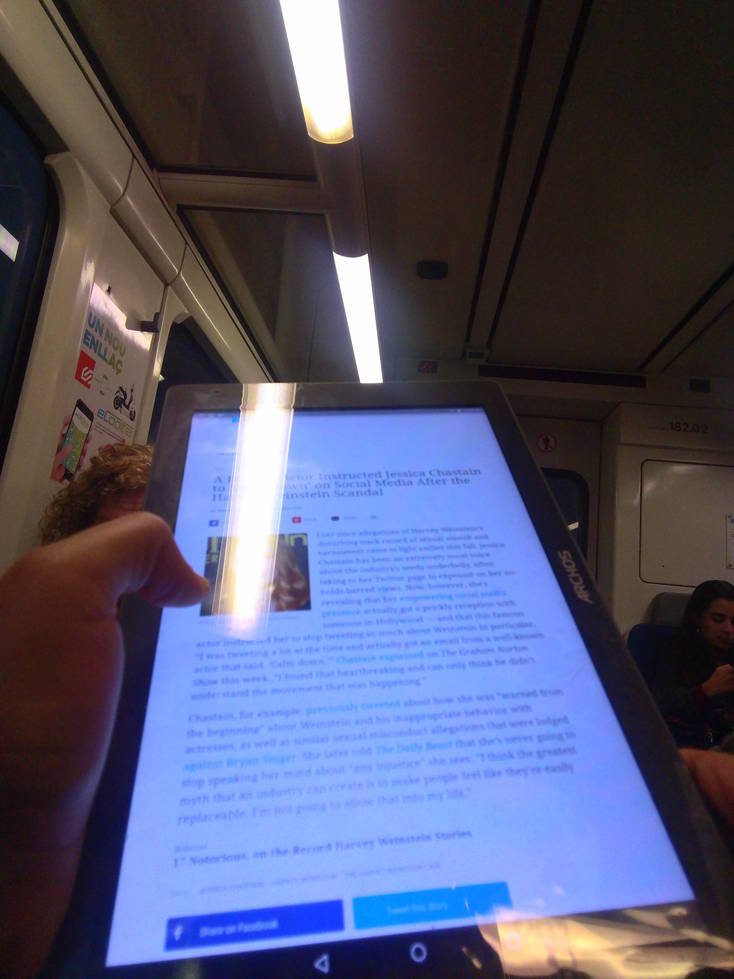 UN NOU
ENLLAÇ
eCooltra
182.02
ARCHOS
A Instructed Jessica Chastain
to on Social Media After the
Scandal
Ever since allegations of Harvey Weinstein's
disturbing track record of sexual assault and
harassment came to light earlier this fall, Jessica
Chastain has been an extremely vocal voice
about the industry's seedy underbelly, often
taking to her Twitter page to expound on her no-
holds-barred views. Now, however, she's
revealing that her empowering social media
presence actually got a prickly reception with
someone in Hollywood — and that this famous
actor instructed her to stop tweeting so much about Weinstein in particular.
"I was tweeting a lot at the time and actually got an email from a well-known
actor that said, 'Calm down,'" Chastain explained on The Graham Norton
Show this week. "I found that heartbreaking and can only think he didn't
understand the movement that was happening."
Chastain, for example, previously tweeted about how she was "warned from
the beginning" about Weinstein and his inappropriate behavior with
actresses, as well as similar sexual misconduct allegations that were lodged
against Bryan Singer. She later told The Daily Beast that she's never going to
stop speaking her mind about "any injustice" she sees. "I think the greatest
myth that an industry can create is to make people feel like they're easily
replaceable. I'm not going to allow that into my life."
Related
17 Notorious, on-the-Record Harvey Weinstein Stories
Share on Facebook
Tweet this Story